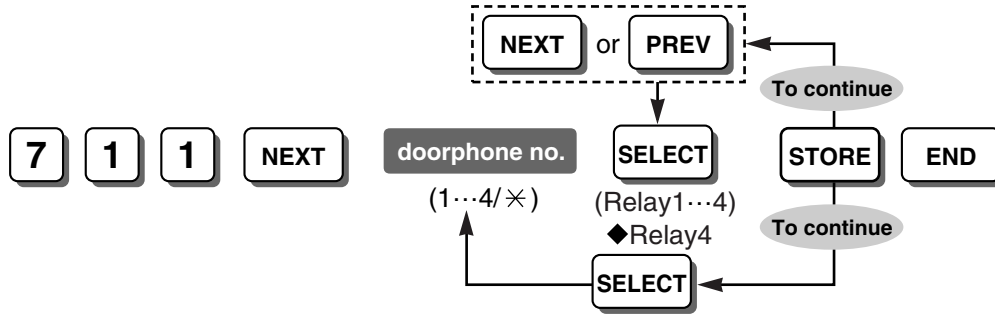 NEXT or PREV
To continue
7 1 1 NEXT doorphone no. SELECT STORE END
(1···4/✳) (Relay1···4)
◆Relay4
To continue
SELECT